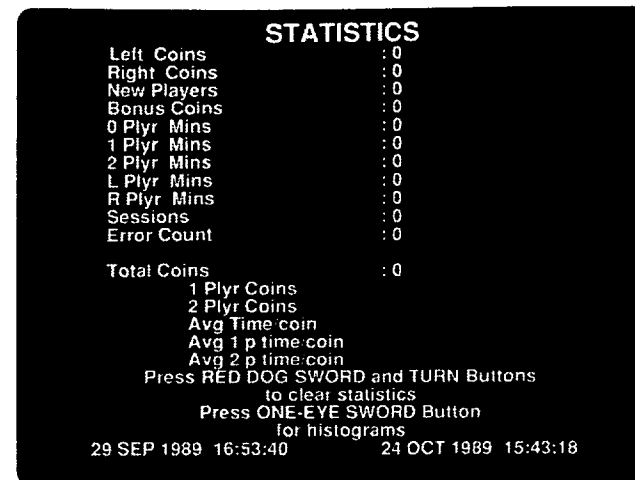 STATISTICS
Left Coins : 0
Right Coins : 0
New Players : 0
Bonus Coins : 0
0 Plyr Mins : 0
1 Plyr Mins : 0
2 Plyr Mins : 0
L Plyr Mins : 0
R Plyr Mins : 0
Sessions : 0
Error Count : 0
Total Coins : 0
1 Plyr Coins
2 Plyr Coins
Avg Time/coin
Avg 1 p time/coin
Avg 2 p time/coin
Press RED DOG SWORD and TURN Buttons
to clear statistics
Press ONE-EYE SWORD Button
for histograms
29 SEP 1989 16:53:40 24 OCT 1989 15:43:18